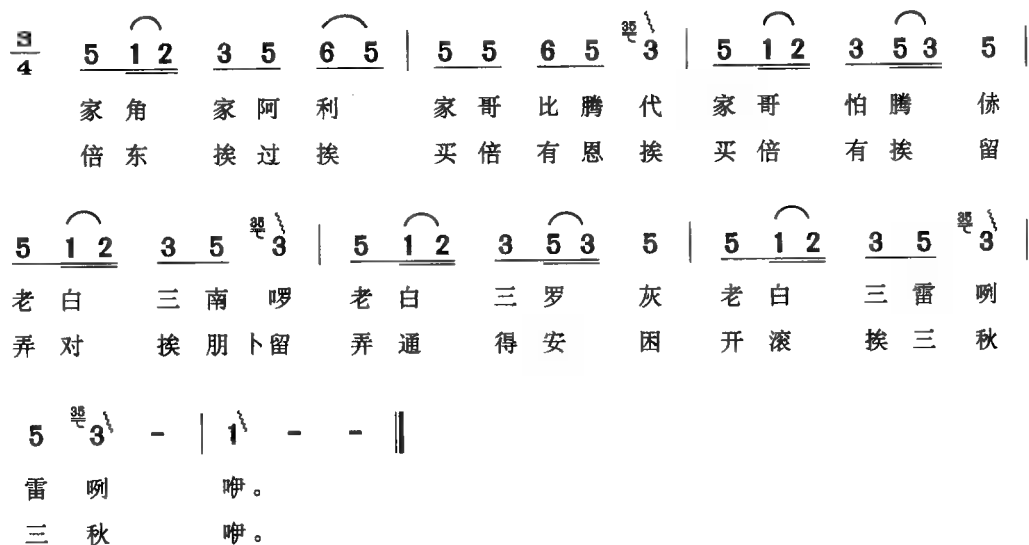 3/4 5 1 2 3 5 6 5 | 5 5 6 5 35 3 | 5 1 2 3 5 3 5 |
家角 家阿利 家哥比腾代 家哥 怕腾 㑉
倍东 挨过挨 买倍有恩挨 买倍 有挨 留
5 1 2 3 5 35 3 | 5 1 2 3 5 3 5 | 5 1 2 3 5 35 3 |
老白 三南啰 老白 三罗 灰 老白 三雷咧
弄对 挨朋卜留 弄通 得安 困 开滚 挨三秋
5 35 3 - | 1 - - ‖
雷咧 咿。
三秋 咿。